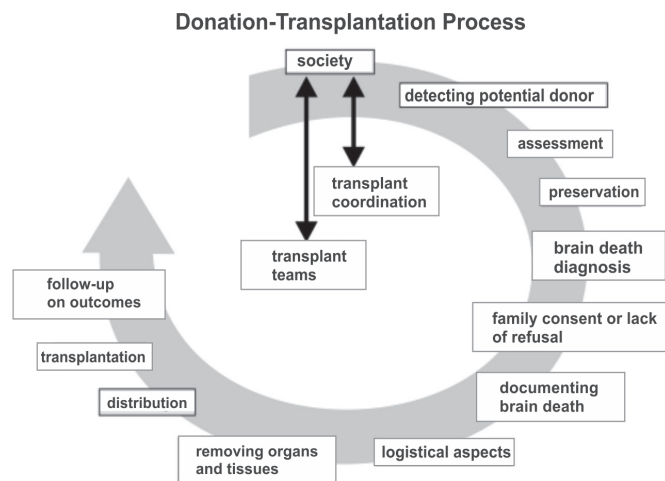 Donation-Transplantation Process
society
detecting potential donor
assessment
preservation
transplant
coordination
brain death
diagnosis
transplant
teams
family consent or lack
of refusal
documenting
brain death
logistical aspects
removing organs
and tissues
distribution
transplantation
follow-up
on outcomes